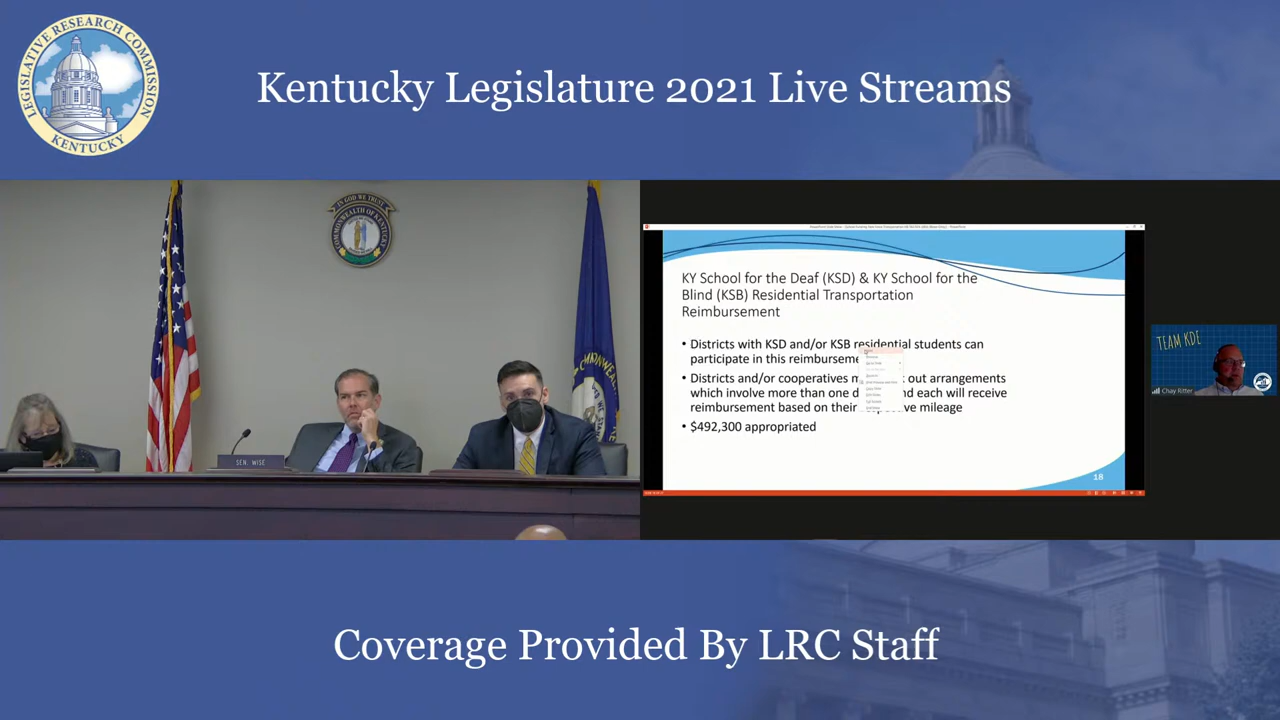 LEGISLATIVE RESEARCH COMMISSION
KENTUCKY
Kentucky Legislature 2021 Live Streams
IN GOD WE TRUST
COMMONWEALTH OF KENTUCKY
SEN. WISE
KY School for the Deaf (KSD) & KY School for the
Blind (KSB) Residential Transportation
Reimbursement
• Districts with KSD and/or KSB residential students can
participate in this reimburseme
• Districts and/or cooperatives m k out arrangements
which involve more than one d nd each will receive
reimbursement based on their ve mileage
• $492,300 appropriated
18
TEAM KDE
Chay Ritter
Coverage Provided By LRC Staff